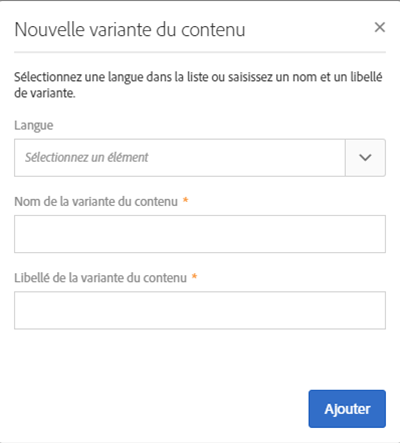 Nouvelle variante du contenu
Sélectionnez une langue dans la liste ou saisissez un nom et un libellé
de variante.
Langue
Sélectionnez un élément
Nom de la variante du contenu *
Libellé de la variante du contenu *
Ajouter